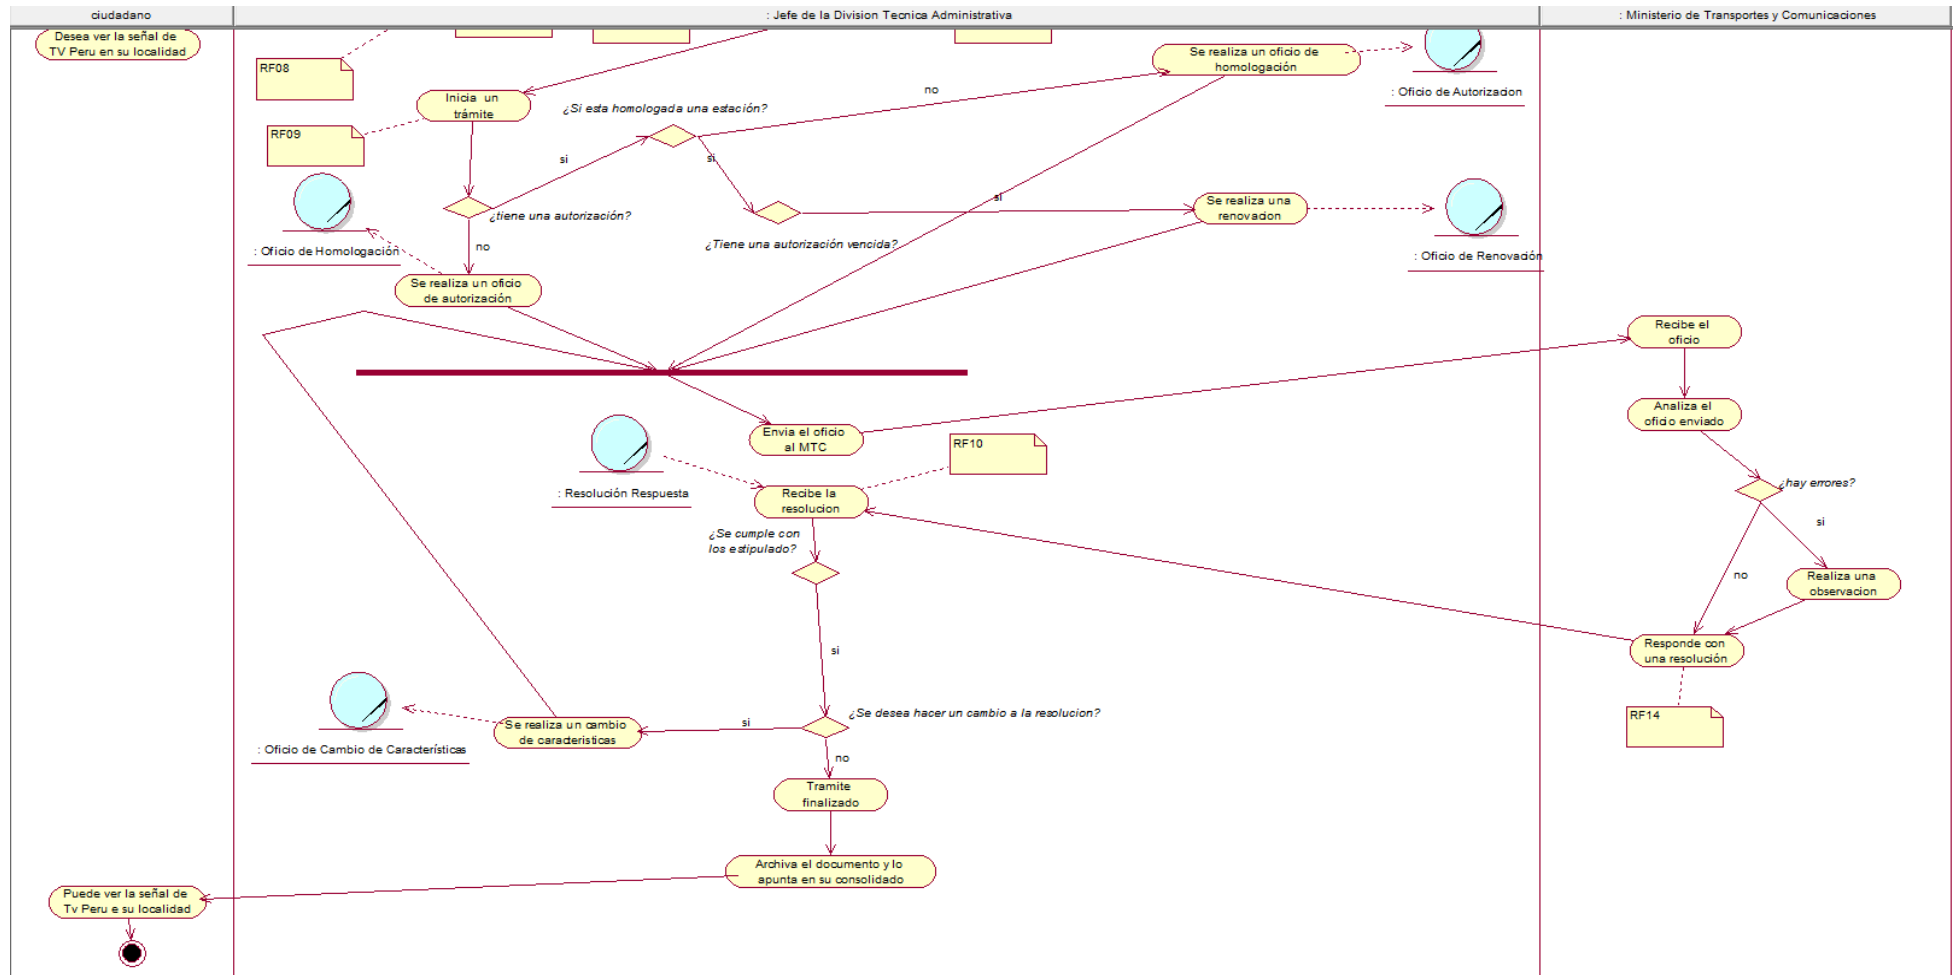 ciudadano
: Jefe de la Division Tecnica Administrativa
: Ministerio de Transportes y Comunicaciones
Desea ver la señal de
TV Peru en su localidad
RF08
Se realiza un oficio de
homologación
: Oficio de Autorizacion
Inicia un
trámite
¿Si esta homologada una estación?
no
RF09
si
si
¿tiene una autorización?
: Oficio de Homologación
no
¿Tiene una autorización vencida?
si
Se realiza una
renovacion
: Oficio de Renovación
Se realiza un oficio
de autorización
Recibe el
oficio
Analiza el
oficio enviado
Envia el oficio
al MTC
RF10
: Resolución Respuesta
Recibe la
resolucion
¿hay errores?
si
¿Se cumple con
los estipulado?
no
Realiza una
observacion
si
Responde con
una resolución
RF14
¿Se desea hacer un cambio a la resolucion?
si
Se realiza un cambio
de caracteristicas
: Oficio de Cambio de Características
no
Tramite
finalizado
Archiva el documento y lo
apunta en su consolidado
Puede ver la señal de
Tv Peru e su localidad